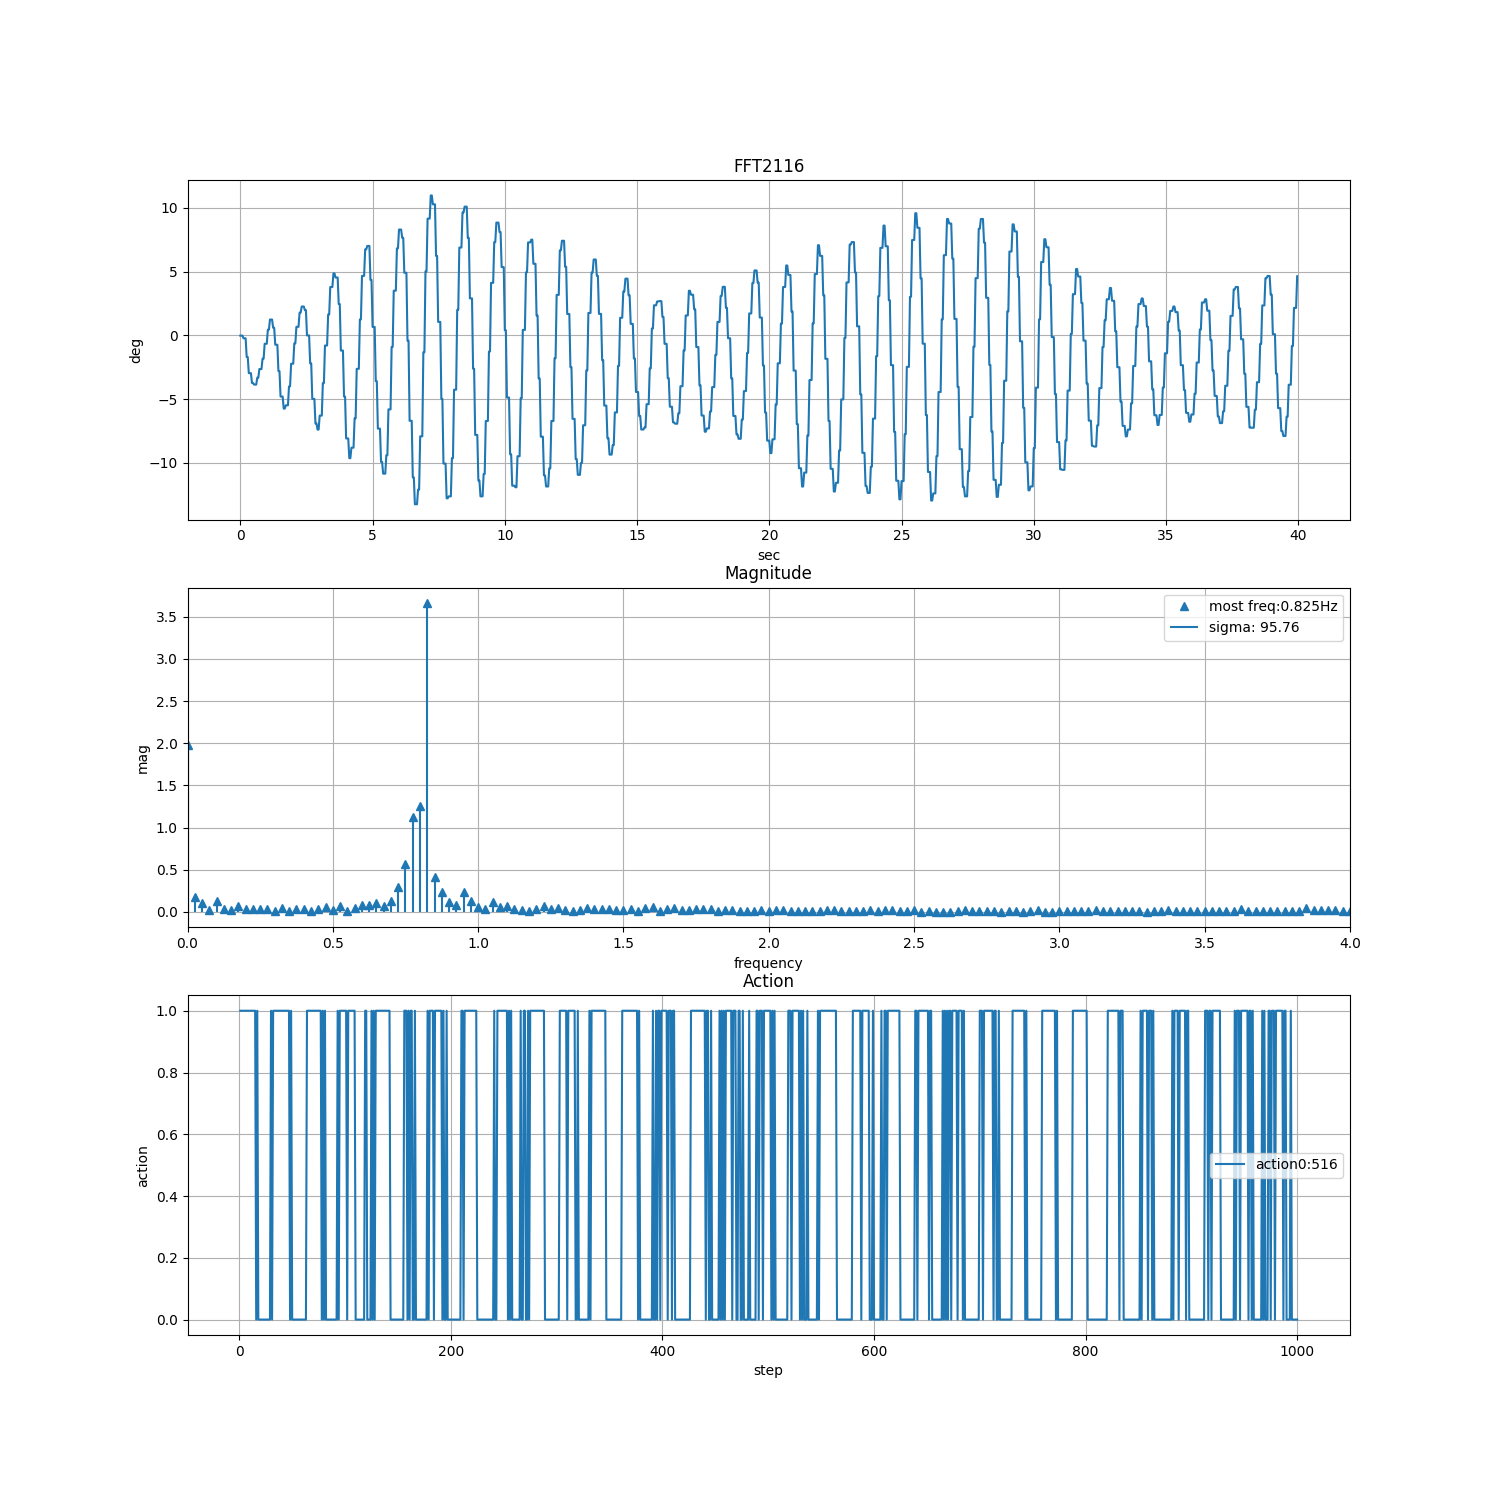 FFT2116
10
5
0
−5
−10
deg
0 5 10 15 20 25 30 35 40
sec
Magnitude
3.5
3.0
2.5
2.0
1.5
1.0
0.5
0.0
mag
most freq:0.825Hz
sigma: 95.76
0.0 0.5 1.0 1.5 2.0 2.5 3.0 3.5 4.0
frequency
Action
1.0
0.8
0.6
0.4
0.2
0.0
action
action0:516
0 200 400 600 800 1000
step